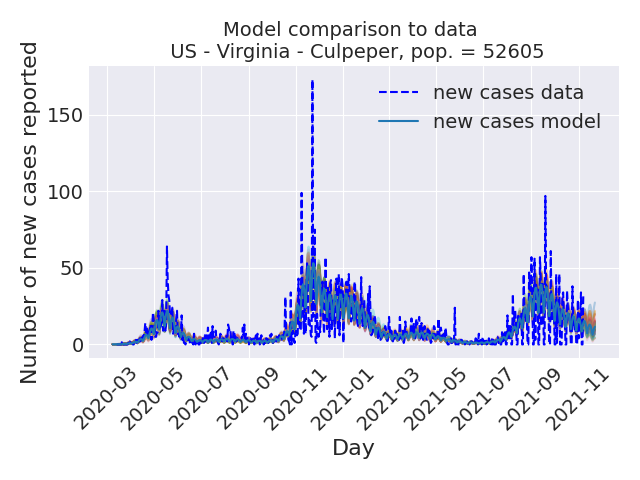 Model comparison to data
US - Virginia - Culpeper, pop. = 52605
Number of new cases reported
150
100
50
0
new cases data
new cases model
2020-03
2020-05
2020-07
2020-09
2020-11
2021-01
2021-03
2021-05
2021-07
2021-09
2021-11
Day